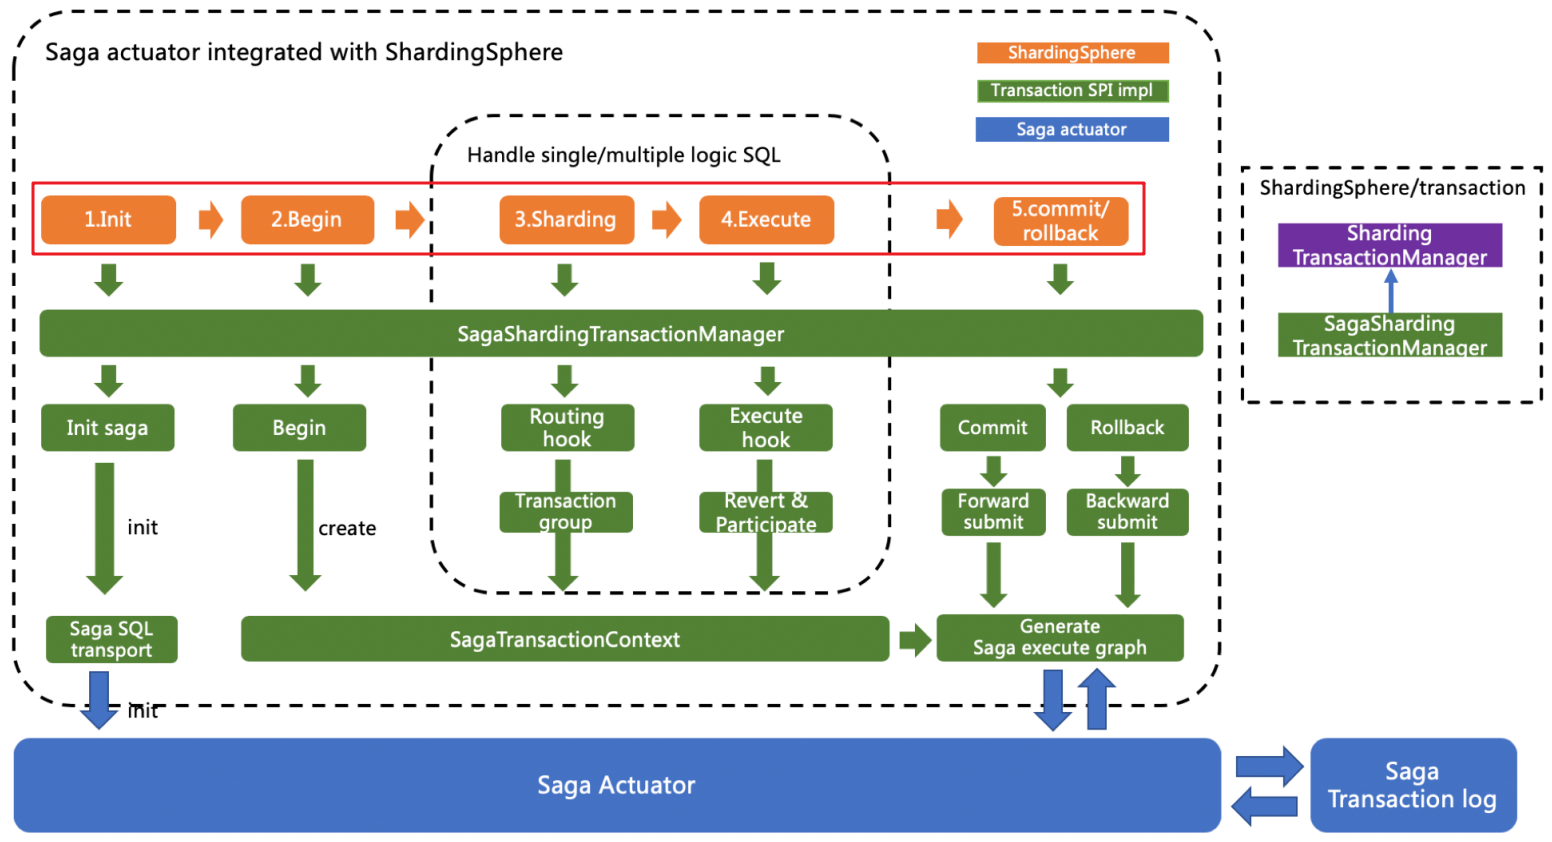 Saga actuator integrated with ShardingSphere
ShardingSphere
Transaction SPI impl
Saga actuator
Handle single/multiple logic SQL
ShardingSphere/transaction
1.Init
2.Begin
3.Sharding
4.Execute
5.commit/
rollback
Sharding
TransactionManager
SagaSharding
TransactionManager
SagaShardingTransactionManager
Init saga
Begin
Routing
hook
Execute
hook
Commit
Rollback
Transaction
group
Revert &
Participate
Forward
submit
Backward
submit
init
create
Saga SQL
transport
SagaTransactionContext
Generate
Saga execute graph
init
Saga Actuator
Saga
Transaction log